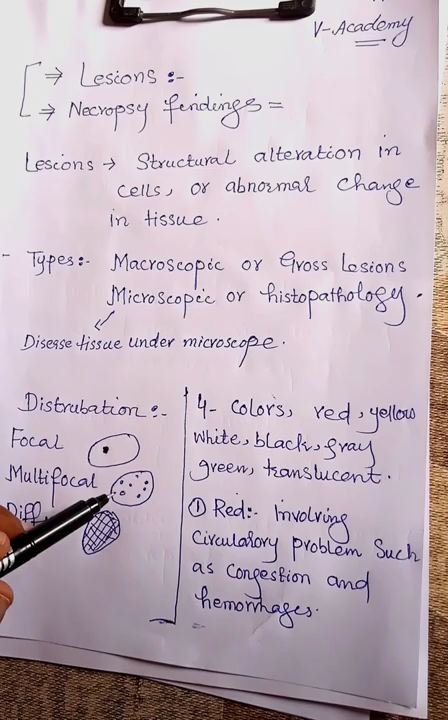 V-Academy
⇒ Lesions :-
⇒ Necropsy findings =
Lesions → Structural alteration in
cells, or abnormal change
in tissue.
- Types:- Macroscopic or Gross Lesions
Microscopic or histopathology.
Disese tissue under microscope.
Distrubation :-
Focal
Multifocal
Diff
4- Colors, red, yellow
white, black, gray
green, translucent.
① Red:- Involving
Circulatory problem Such
as Congestion and
hemorrhages.